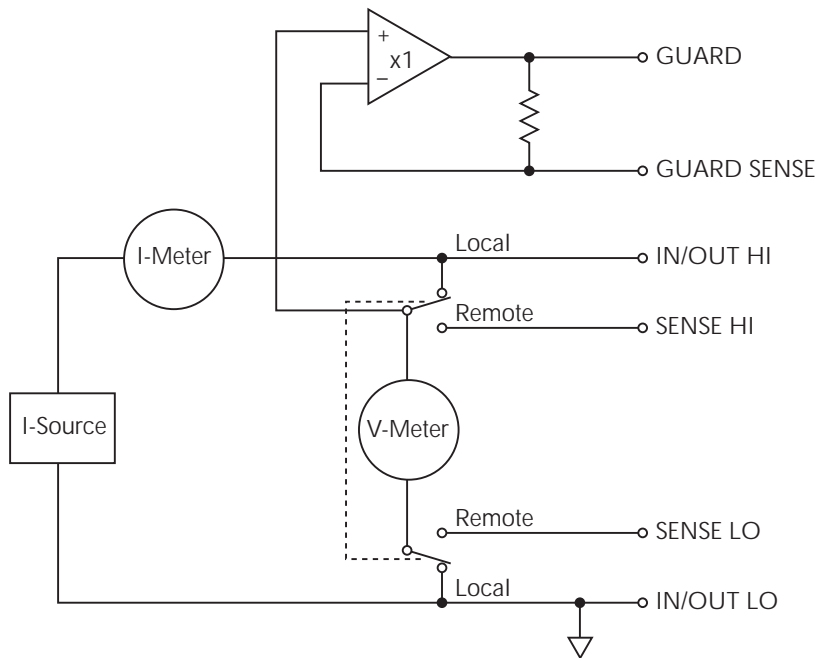 +
x1
−
GUARD
GUARD SENSE
I-Meter
Local
IN/OUT HI
Remote
SENSE HI
I-Source
V-Meter
Remote
SENSE LO
Local
IN/OUT LO